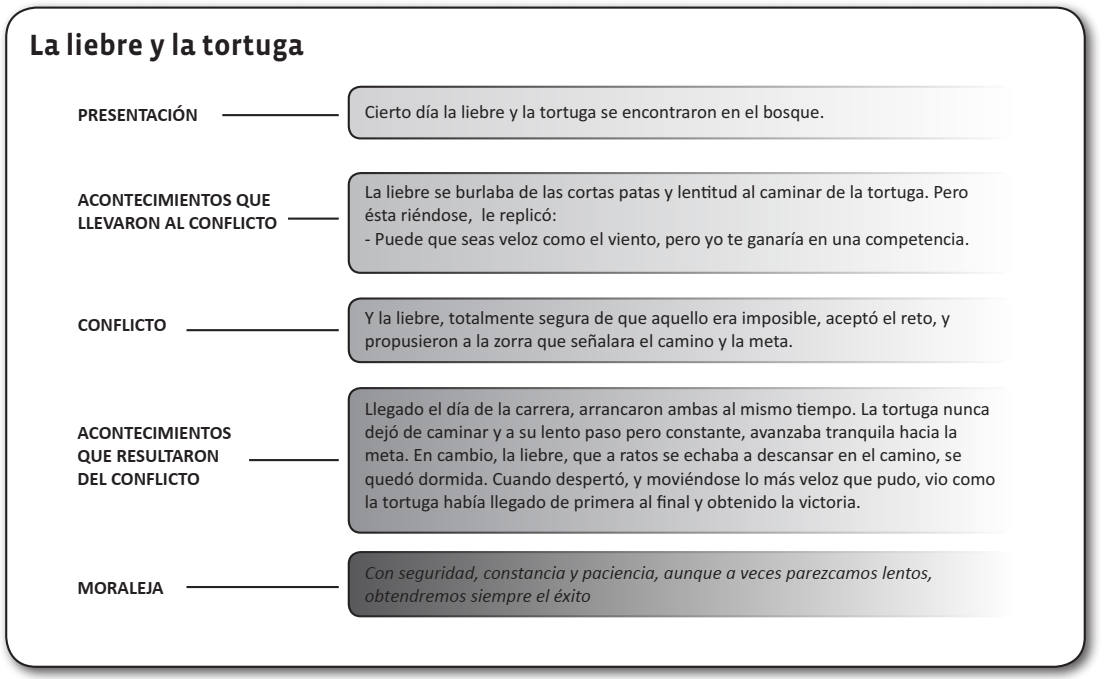 La liebre y la tortuga
PRESENTACIÓN
Cierto día la liebre y la tortuga se encontraron en el bosque.
ACONTECIMIENTOS QUE
LLEVARON AL CONFLICTO
La liebre se burlaba de las cortas patas y lentitud al caminar de la tortuga. Pero
ésta riéndose, le replicó:
- Puede que seas veloz como el viento, pero yo te ganaría en una competencia.
CONFLICTO
Y la liebre, totalmente segura de que aquello era imposible, aceptó el reto, y
propusieron a la zorra que señalara el camino y la meta.
ACONTECIMIENTOS
QUE RESULTARON
DEL CONFLICTO
Llegado el día de la carrera, arrancaron ambas al mismo tiempo. La tortuga nunca
dejó de caminar y a su lento paso pero constante, avanzaba tranquila hacia la
meta. En cambio, la liebre, que a ratos se echaba a descansar en el camino, se
quedó dormida. Cuando despertó, y moviéndose lo más veloz que pudo, vio como
la tortuga había llegado de primera al final y obtenido la victoria.
MORALEJA
Con seguridad, constancia y paciencia, aunque a veces parezcamos lentos,
obtendremos siempre el éxito